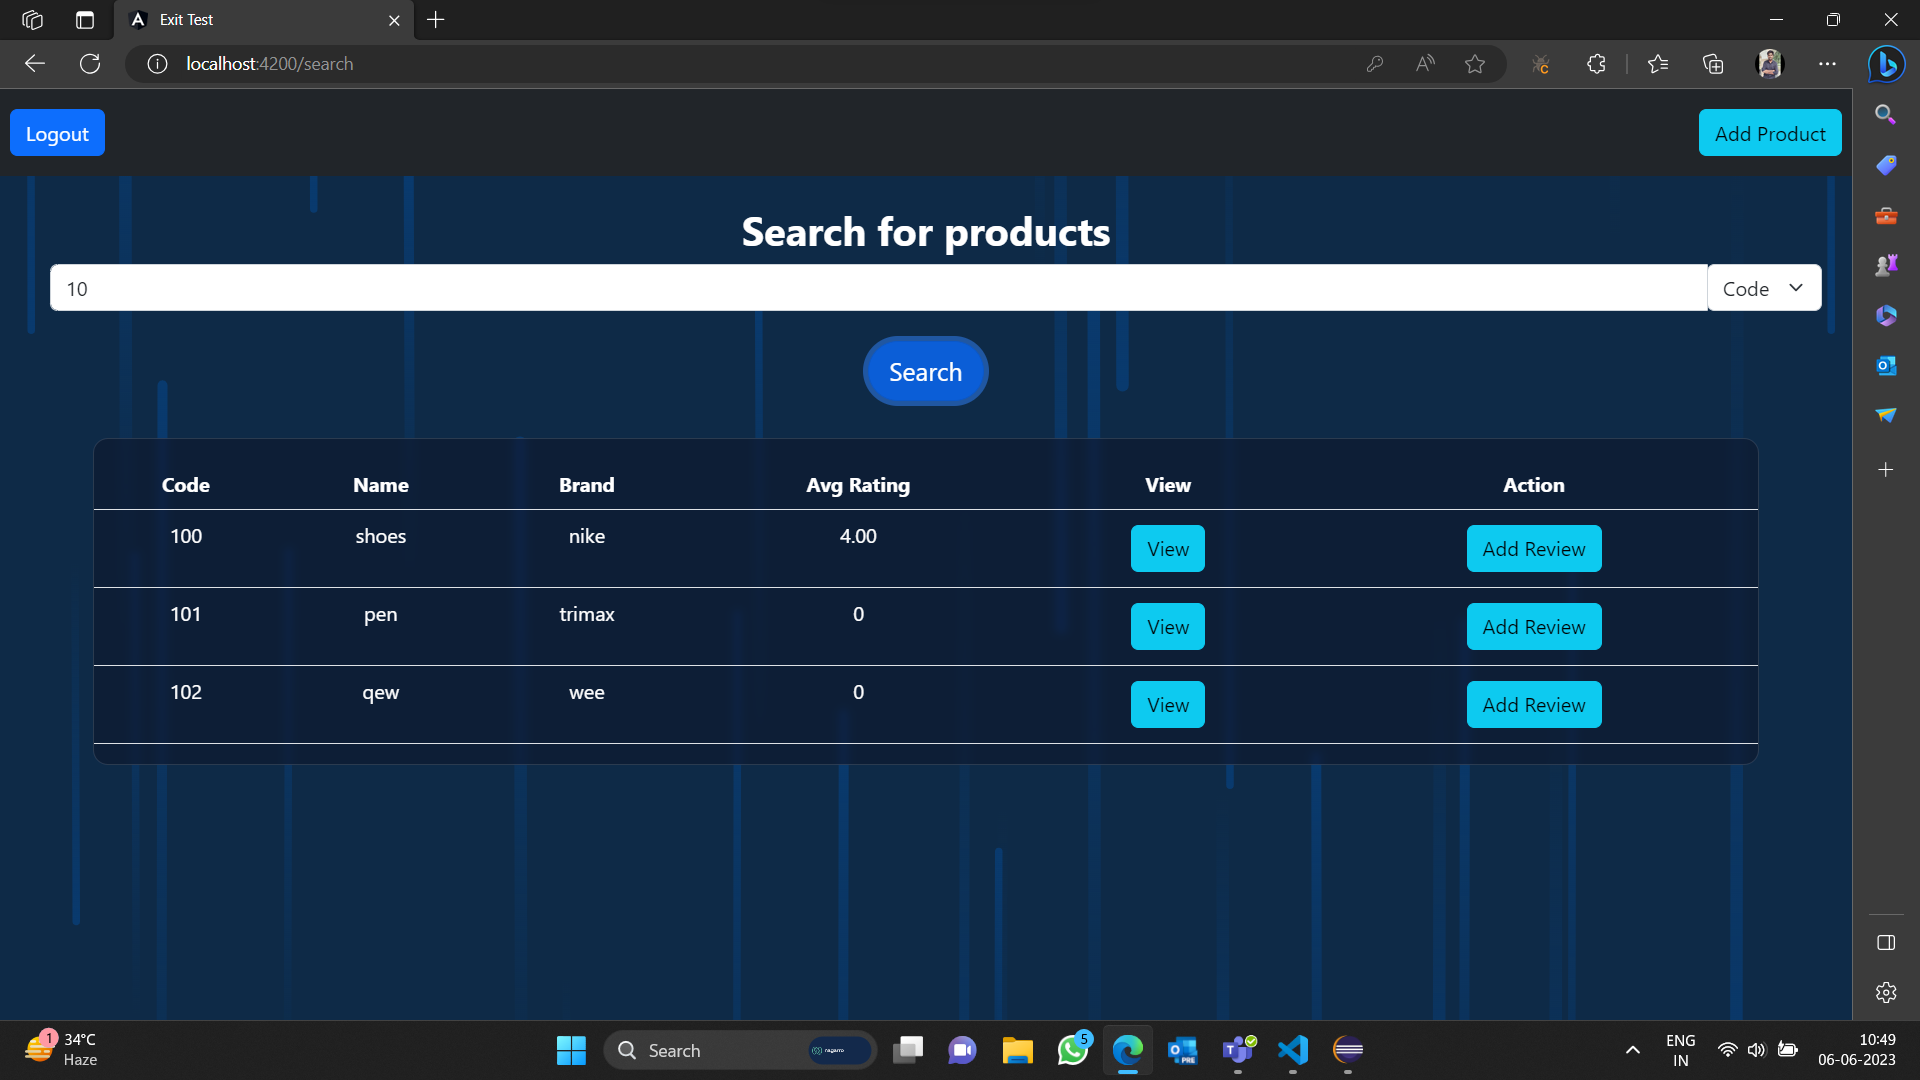 Exit Test
localhost:4200/search
Logout
Add Product
Search for products
10
Code
Search
Code Name Brand Avg Rating View Action
100 shoes nike 4.00 View Add Review
101 pen trimax 0 View Add Review
102 qew wee 0 View Add Review
1
34°C
Haze
Search
nagarro
5
PRE
ENG
IN
10:49
06-06-2023